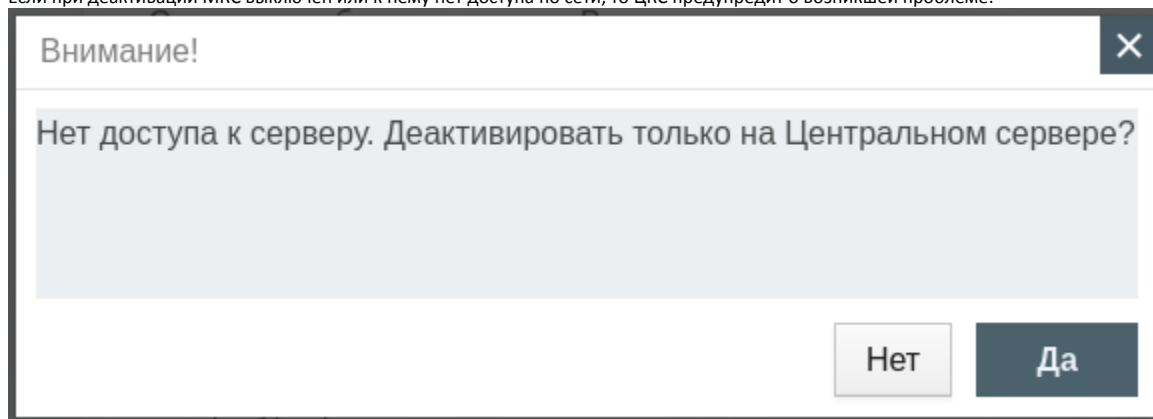 Если при деактивации МКС выключен или к нему нет доступа по сети, то ЦКС предупредит о возникшей проблеме:
Внимание!
Нет доступа к серверу. Деактивировать только на Центральном сервере?
Нет
Да